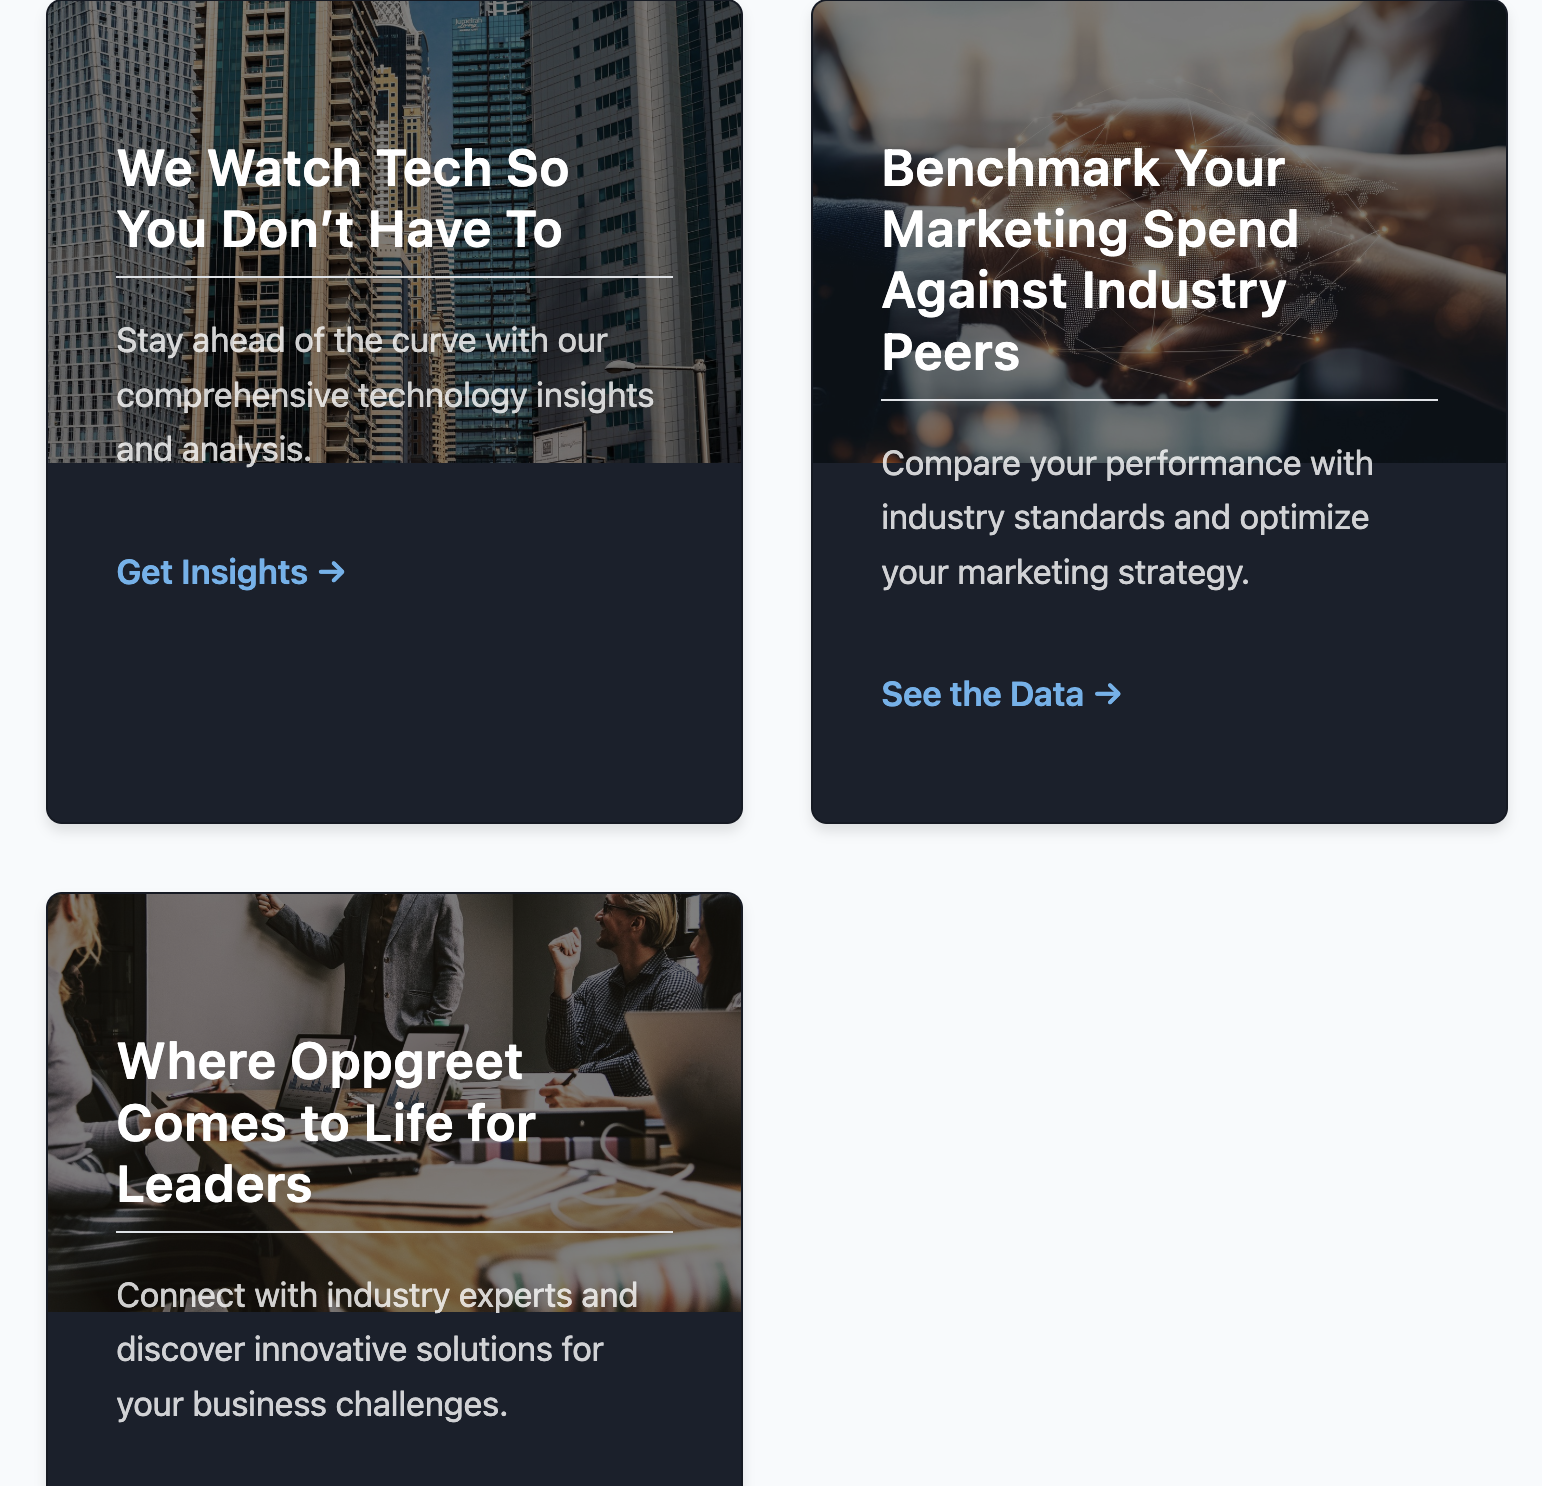 We Watch Tech So
You Don’t Have To
Stay ahead of the curve with our
comprehensive technology insights
and analysis.
Get Insights →
Benchmark Your
Marketing Spend
Against Industry
Peers
Compare your performance with
industry standards and optimize
your marketing strategy.
See the Data →
Where Oppgreet
Comes to Life for
Leaders
Connect with industry experts and
discover innovative solutions for
your business challenges.